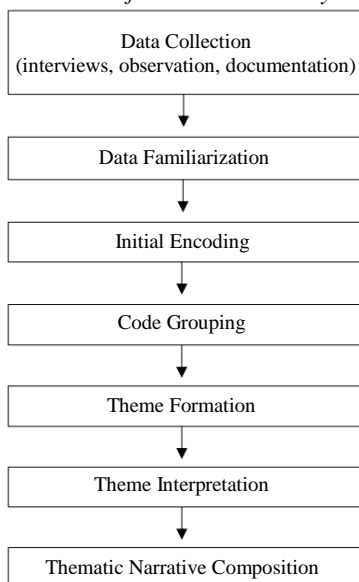 Data Collection
(interviews, observation, documentation)
Data Familiarization
Initial Encoding
Code Grouping
Theme Formation
Theme Interpretation
Thematic Narrative Composition